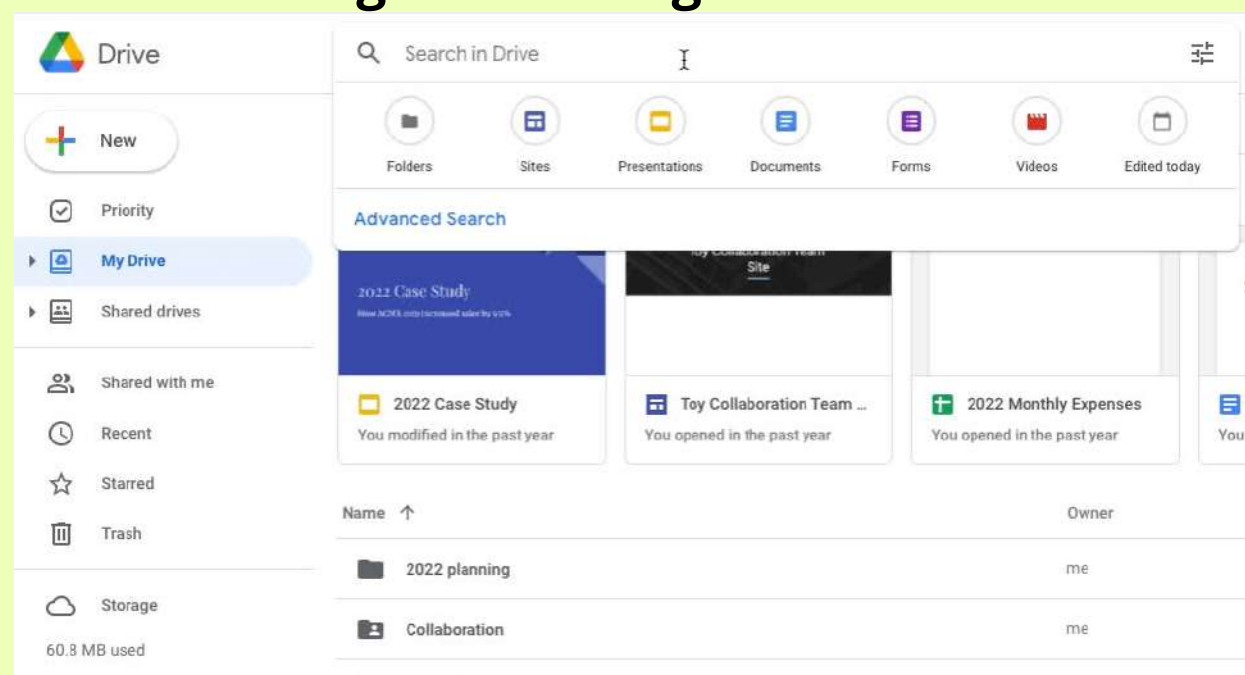 Drive
Search in Drive
New
Folders
Sites
Presentations
Documents
Forms
Videos
Edited today
Priority
Advanced Search
My Drive
Site
2022 Case Study
Shared drives
Shared with me
2022 Case Study
Toy Collaboration Team ...
2022 Monthly Expenses
You modified in the past year
You opened in the past year
You opened in the past year
You
Recent
Starred
Name
Owner
Trash
2022 planning
me
Storage
Collaboration
me
60.8 MB used